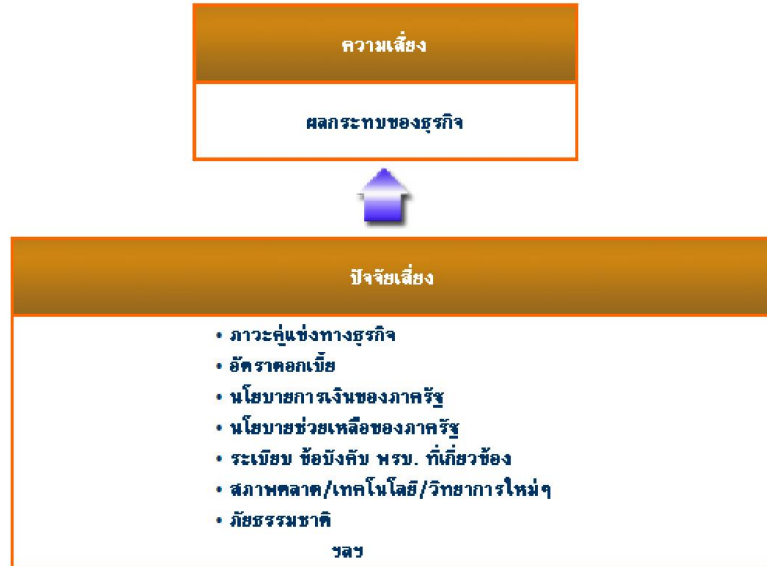 ความเสี่ยง
ผลกระทบของธุรกิจ
ปัจจัยเสี่ยง
• ภาวะคู่แข่งทางธุรกิจ
• อัตราดอกเบี้ย
• นโยบายการเงินของภาครัฐ
• นโยบายช่วยเหลือของภาครัฐ
• ระเบียบ ข้อบังคับ พรบ. ที่เกี่ยวข้อง
• สภาพตลาด/เทคโนโลยี/วิทยาการใหม่ๆ
• ภัยธรรมชาติ
ฯลฯ